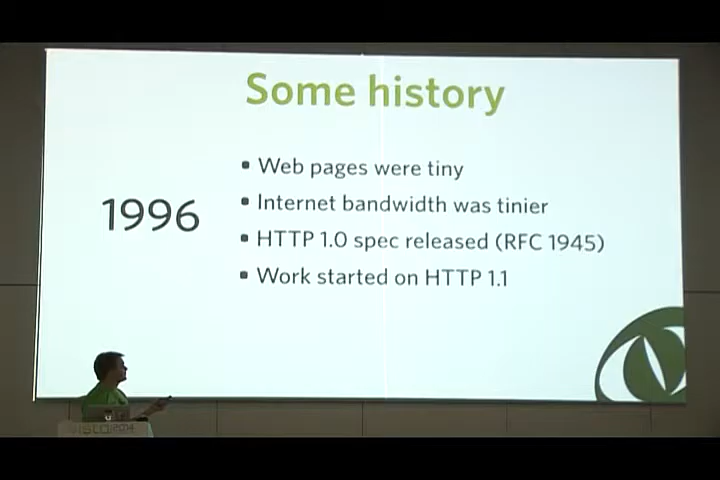 Some history
1996
Web pages were tiny
Internet bandwidth was tinier
HTTP 1.0 spec released (RFC 1945)
Work started on HTTP 1.1